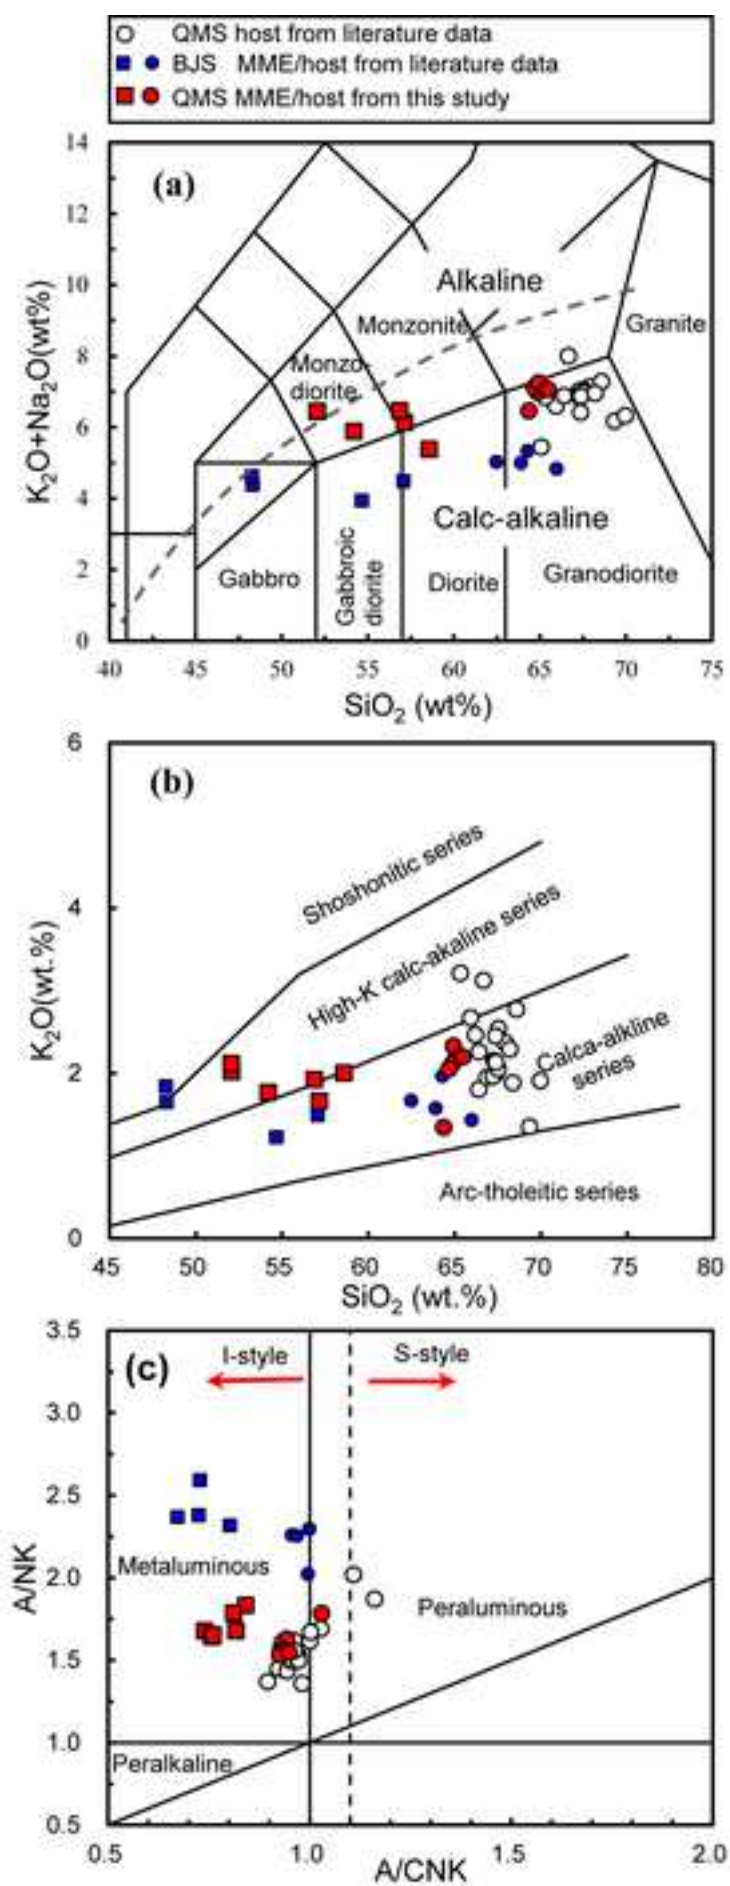 QMS host from literature data
BJS MME/host from literature data
QMS MME/host from this study
(a)
14
12
10
8
6
4
2
0
K₂O+Na₂O(wt%)
Alkaline
Monzonite
Granite
Monzo-
diorite
Calc-alkaline
Gabbro
Gabbroic
diorite
Diorite
Granodiorite
40 45 50 55 60 65 70 75
SiO₂ (wt%)
(b)
6
4
2
0
K₂O(wt.%)
Shoshonitic series
High-K calc-akaline series
Calca-alkline
series
Arc-tholeitic series
45 50 55 60 65 70 75 80
SiO₂ (wt.%)
(c)
3.5
3.0
2.5
2.0
1.5
1.0
0.5
A/NK
I-style
S-style
Metaluminous
Peraluminous
Peralkaline
0.5 1.0 1.5 2.0
A/CNK